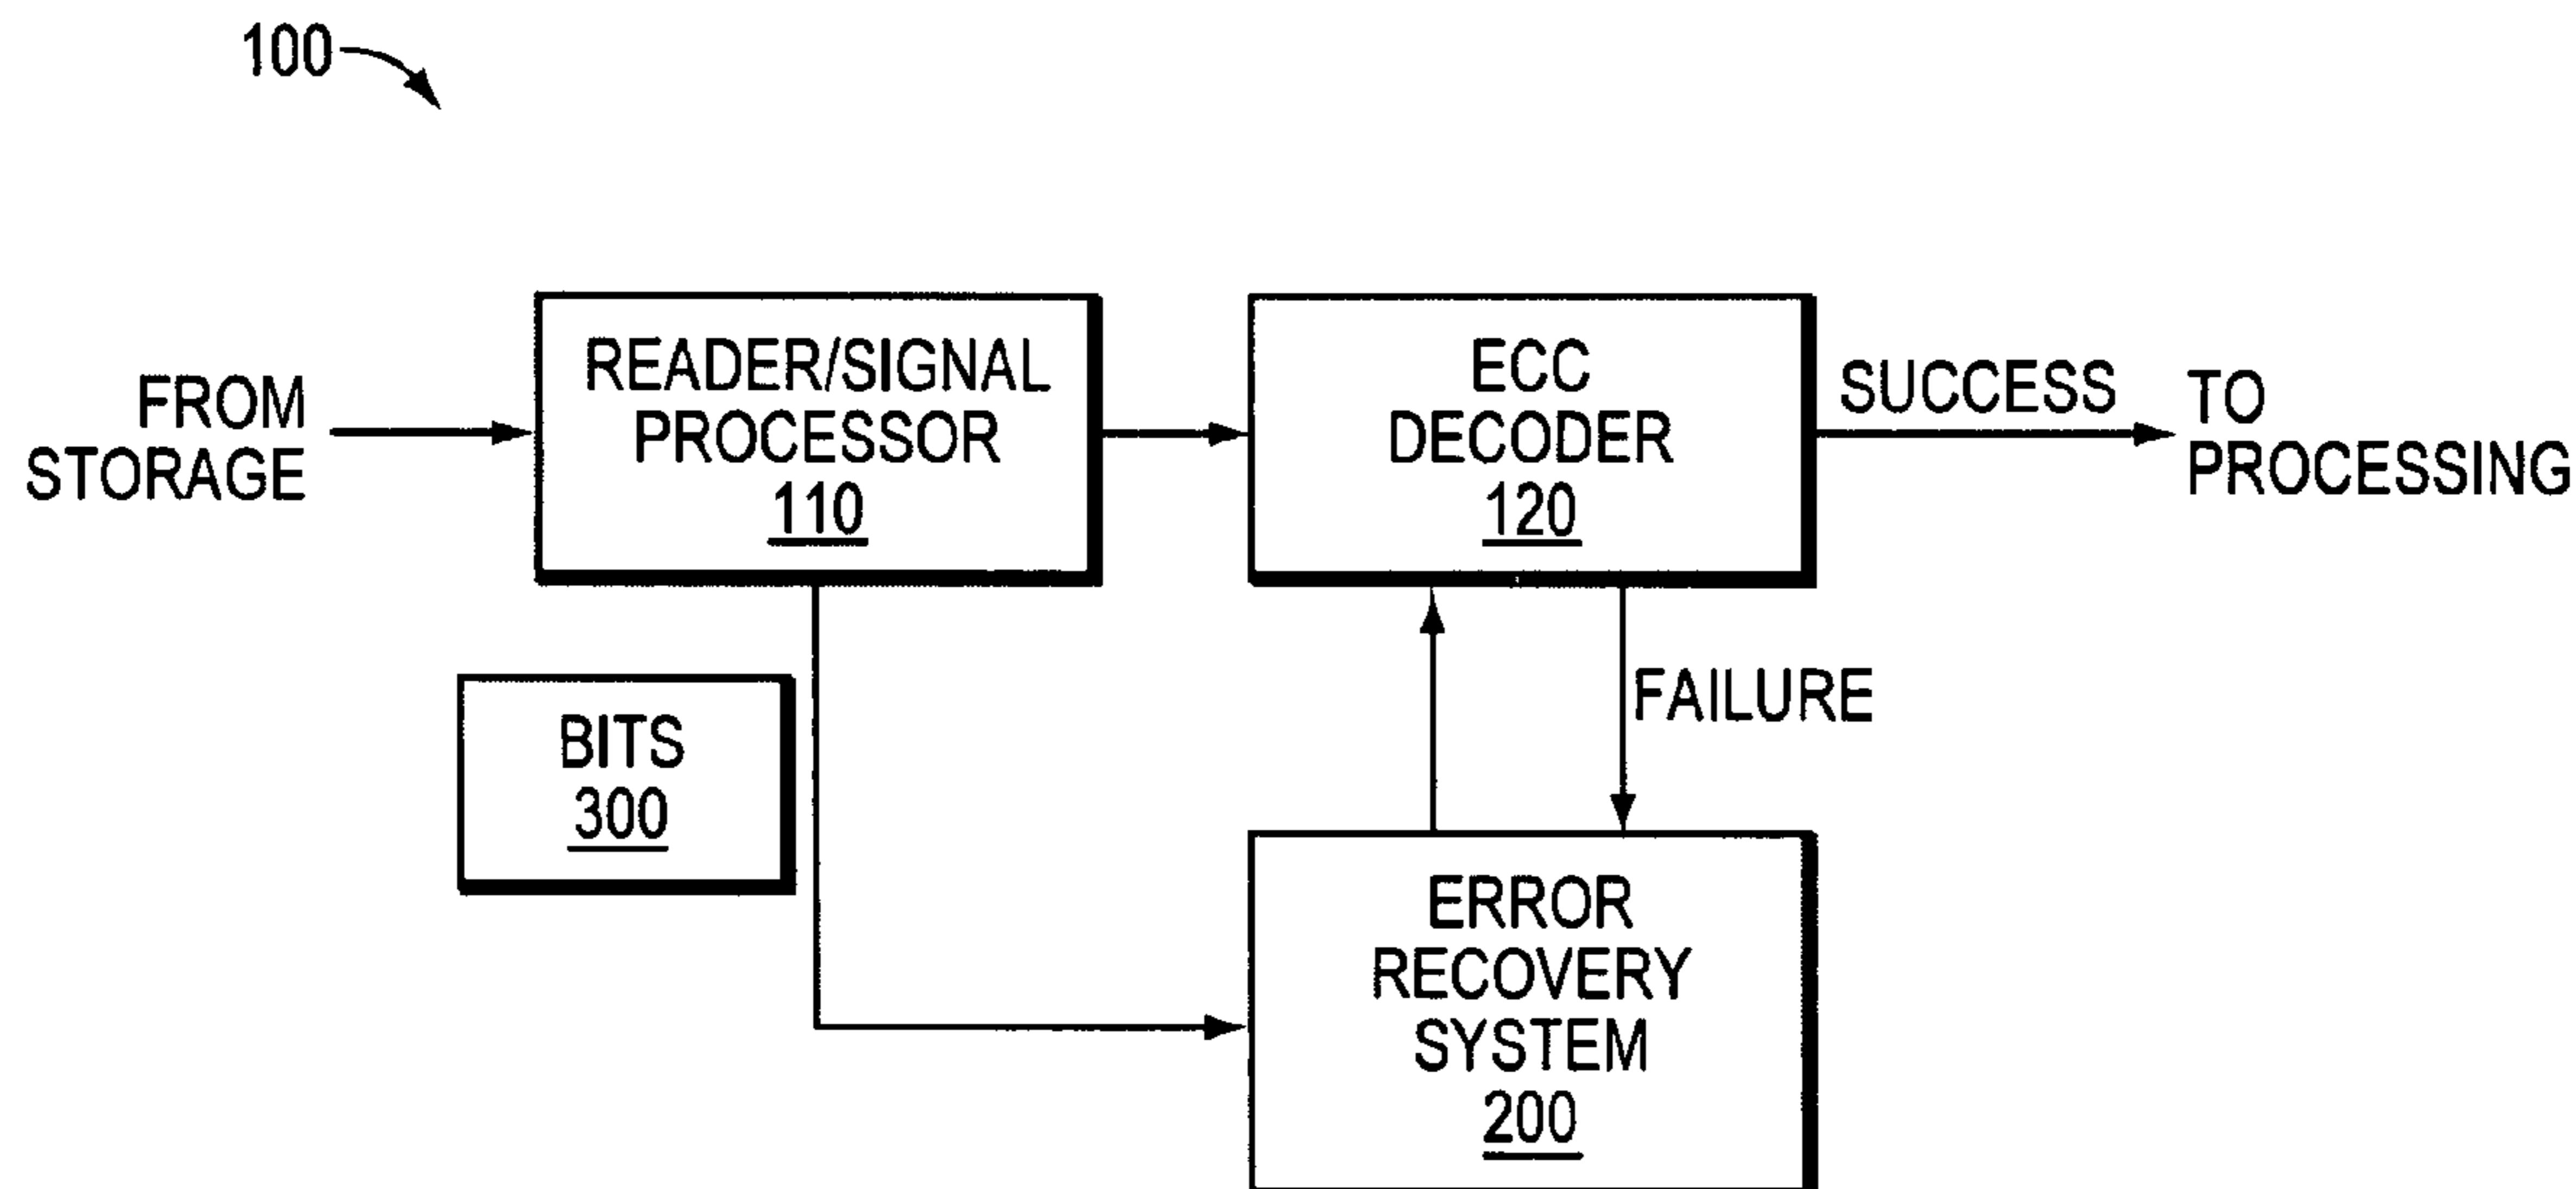 100
FROM
STORAGE
READER/SIGNAL
PROCESSOR
110
ECC
DECODER
120
SUCCESS
TO
PROCESSING
BITS
300
FAILURE
ERROR
RECOVERY
SYSTEM
200